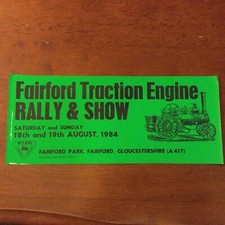 Fairford Traction Engine
RALLY & SHOW
SATURDAY and SUNDAY
18th and 19th AUGUST, 1984
FAIRFORD PARK, FAIRFORD, GLOUCESTERSHIRE (A 417)